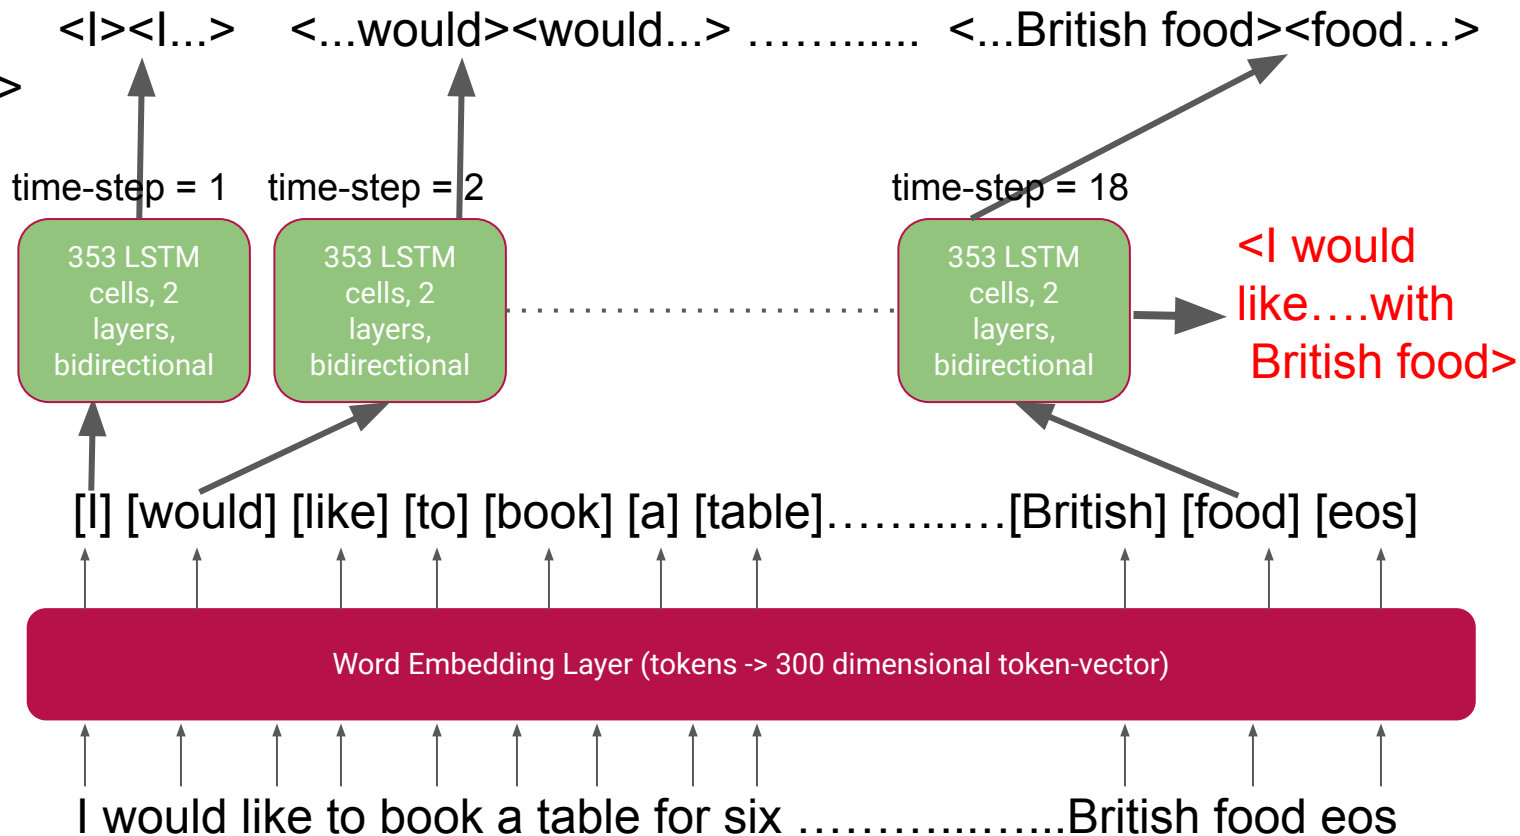 <I><I...> <...would><would...> ……...... <...British food><food…>
>
time-step = 1 time-step = 2 time-step = 18
353 LSTM
cells, 2
layers,
bidirectional
353 LSTM
cells, 2
layers,
bidirectional
353 LSTM
cells, 2
layers,
bidirectional
<I would
like….with
British food>
[I] [would] [like] [to] [book] [a] [table]……...…[British] [food] [eos]
Word Embedding Layer (tokens -> 300 dimensional token-vector)
I would like to book a table for six ………...…...British food eos